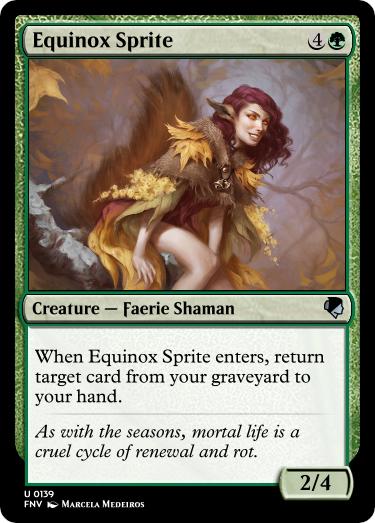 Equinox Sprite 4
Creature — Faerie Shaman
When Equinox Sprite enters, return
target card from your graveyard to
your hand.
As with the seasons, mortal life is a
cruel cycle of renewal and rot.
2/4
U 0139
FNV Marcela Medeiros